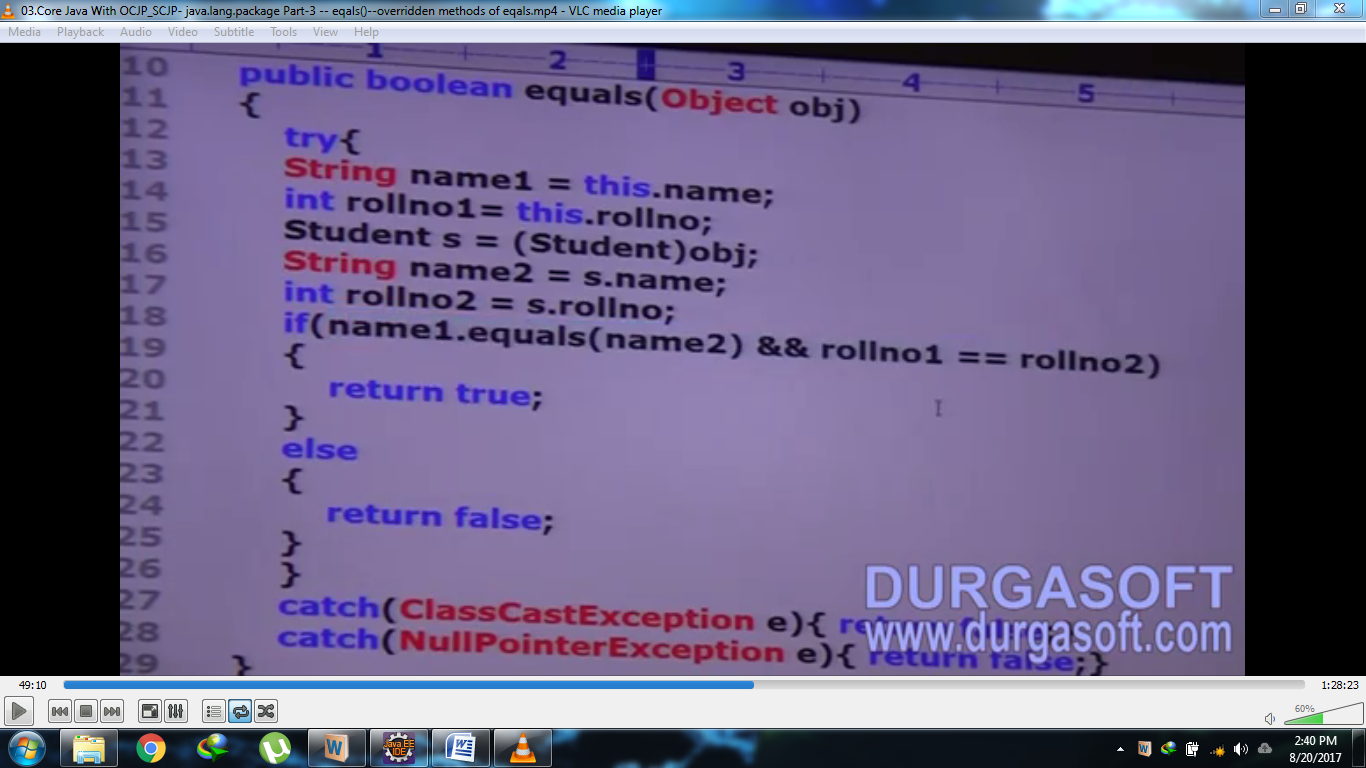 03.Core Java With OCJP_SCJP- java.lang.package Part-3 -- eqals()--overridden methods of eqals.mp4 - VLC media player
Media Playback Audio Video Subtitle Tools View Help
1 2 3 4 5
10 public boolean equals(Object obj)
11 {
12 try{
13 String name1 = this.name;
14 int rollno1= this.rollno;
15 Student s = (Student)obj;
16 String name2 = s.name;
17 int rollno2 = s.rollno;
18 if(name1.equals(name2) && rollno1 == rollno2)
19 {
20 return true;
21 }
22 else
23 {
24 return false;
25 }
26 }
27 catch(ClassCastException e){ return false;}
28 catch(NullPointerException e){ return false;}
29 }
DURGASOFT
www.durgasoft.com
49:10 1:28:23
60%
Java EE
IDE
2:40 PM
8/20/2017